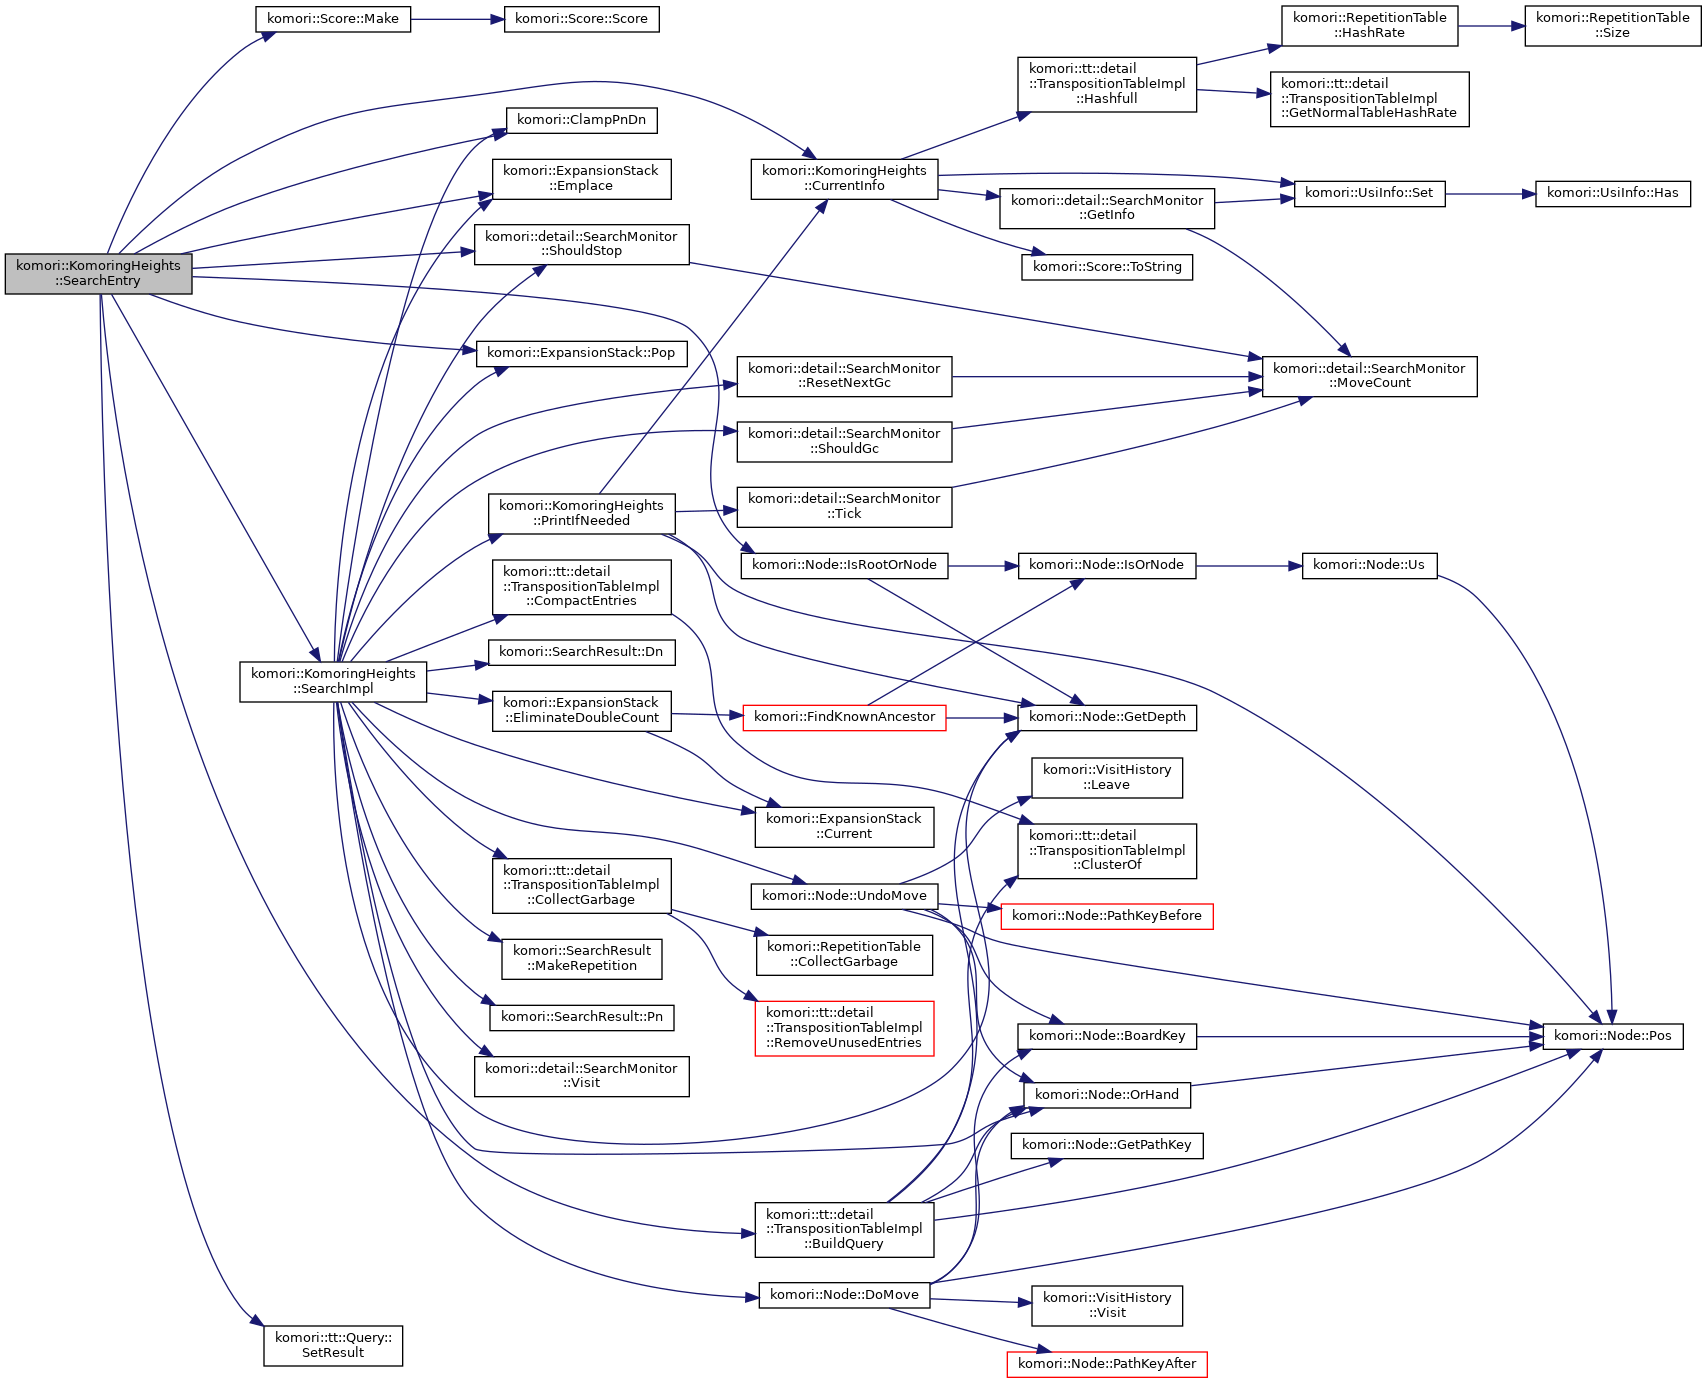 komori::KomoringHeights
::SearchEntry
komori::Score::Make
komori::Score::Score
komori::ClampPnDn
komori::ExpansionStack
::Emplace
komori::detail::SearchMonitor
::ShouldStop
komori::ExpansionStack::Pop
komori::KomoringHeights
::PrintIfNeeded
komori::tt::detail
::TranspositionTableImpl
::CompactEntries
komori::SearchResult::Dn
komori::KomoringHeights
::SearchImpl
komori::ExpansionStack
::EliminateDoubleCount
komori::tt::detail
::TranspositionTableImpl
::CollectGarbage
komori::SearchResult
::MakeRepetition
komori::SearchResult::Pn
komori::detail::SearchMonitor
::Visit
komori::tt::Query::
SetResult
komori::KomoringHeights
::CurrentInfo
komori::detail::SearchMonitor
::ResetNextGc
komori::detail::SearchMonitor
::ShouldGc
komori::detail::SearchMonitor
::Tick
komori::Node::IsRootOrNode
komori::FindKnownAncestor
komori::ExpansionStack
::Current
komori::Node::UndoMove
komori::RepetitionTable
::CollectGarbage
komori::tt::detail
::TranspositionTableImpl
::RemoveUnusedEntries
komori::tt::detail
::TranspositionTableImpl
::BuildQuery
komori::Node::DoMove
komori::tt::detail
::TranspositionTableImpl
::Hashfull
komori::detail::SearchMonitor
::GetInfo
komori::Score::ToString
komori::Node::IsOrNode
komori::Node::GetDepth
komori::VisitHistory
::Leave
komori::tt::detail
::TranspositionTableImpl
::ClusterOf
komori::Node::PathKeyBefore
komori::Node::BoardKey
komori::Node::OrHand
komori::Node::GetPathKey
komori::VisitHistory
::Visit
komori::Node::PathKeyAfter
komori::RepetitionTable
::HashRate
komori::tt::detail
::TranspositionTableImpl
::GetNormalTableHashRate
komori::UsiInfo::Set
komori::detail::SearchMonitor
::MoveCount
komori::Node::Us
komori::RepetitionTable
::Size
komori::UsiInfo::Has
komori::Node::Pos